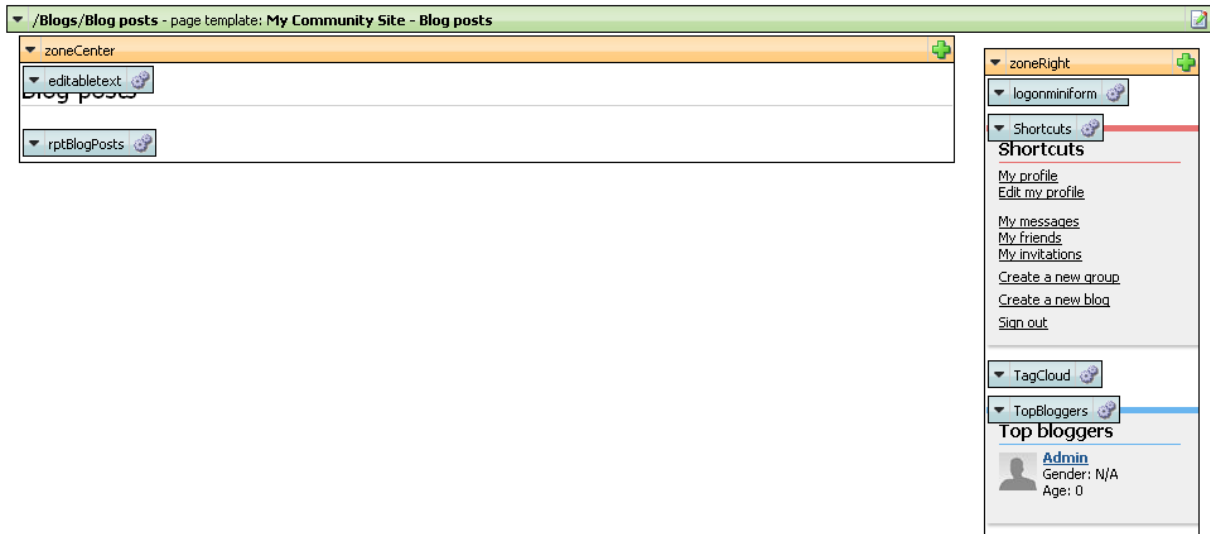 /Blogs/Blog posts - page template: My Community Site - Blog posts
zoneCenter
editabletext
Blog posts
rptBlogPosts
zoneRight
logonminiform
Shortcuts
Shortcuts
My profile
Edit my profile
My messages
My friends
My invitations
Create a new group
Create a new blog
Sign out
TagCloud
TopBloggers
Top bloggers
Admin
Gender: N/A
Age: 0